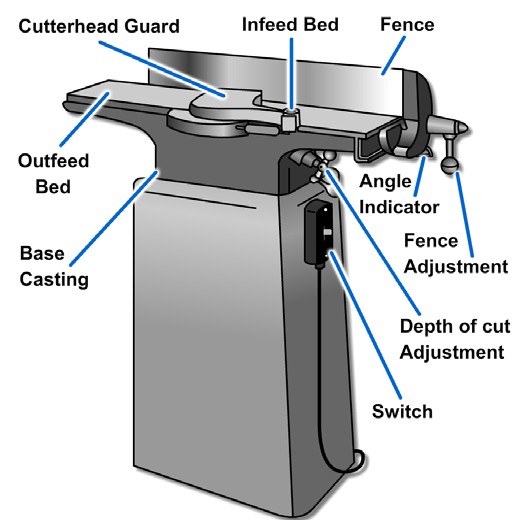 Cutterhead Guard
Infeed Bed
Fence
Outfeed
Bed
Angle
Indicator
Base
Casting
Fence
Adjustment
Depth of cut
Adjustment
Switch